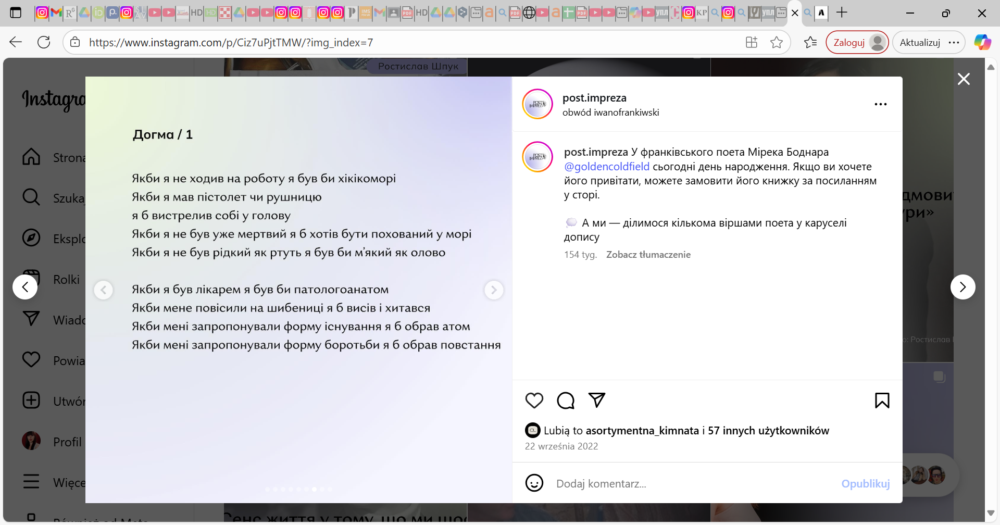 https://www.instagram.com/p/Ciz7uPjtTMW/?img_index=7
Zaloguj
Aktualizuj
Ростислав Шпук
Instagra
Strona
Szukaj
Eksplo
Rolki
Wiado
Powia
Utwór
Profil
Więce
Również od Meta
Догма / 1
Якби я не ходив на роботу я був би хікікоморі
Якби я мав пістолет чи рушницю
я б вистрелив собі у голову
Якби я не був уже мертвий я б хотів бути похований у морі
Якби я не був рідкий як ртуть я був би м’який як олово
Якби я був лікарем я був би патологоанатом
Якби мене повісили на шибениці я б висів і хитався
Якби мені запропонували форму існування я б обрав атом
Якби мені запропонували форму боротьби я б обрав повстання
post.impreza
obwód iwanofrankiwski
post.impreza У франківського поета Мірека Боднара
@goldencoldfield сьогодні день народження. Якщо ви хочете
його привітати, можете замовити його книжку за посиланням
у сторі.
А ми — ділимося кількома віршами поета у каруселі
допису
154 tyg. Zobacz tłumaczenie
Lubią to asortymentna_kimnata i 57 innych użytkowników
22 września 2022
Dodaj komentarz...
Opublikuj
дмови
ури»
о: Ростислав
Сенс життя у тому, що ми щос